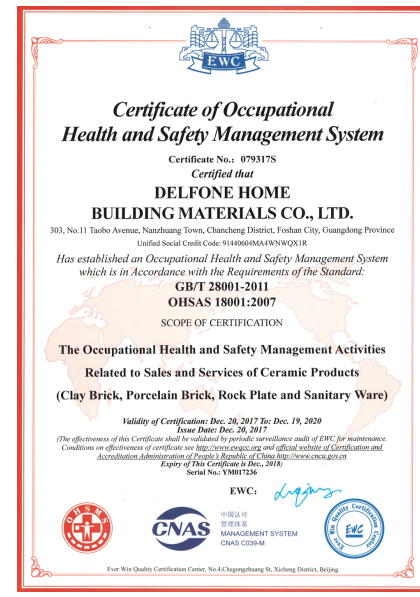 EWC
Certificate of Occupational
Health and Safety Management System
Certificate No.: 079317S
Certified that
DELFONE HOME
BUILDING MATERIALS CO., LTD.
303, No.11 Taobo Avenue, Nanzhuang Town, Chancheng District, Foshan City, Guangdong Province
Unified Social Credit Code: 91440604MA4WNWQX1R
Has established an Occupational Health and Safety Management System
which is in Accordance with the Requirements of the Standard:
GB/T 28001-2011
OHSAS 18001:2007
SCOPE OF CERTIFICATION
The Occupational Health and Safety Management Activities
Related to Sales and Services of Ceramic Products
(Clay Brick, Porcelain Brick, Rock Plate and Sanitary Ware)
Validity of Certification: Dec. 20, 2017 To: Dec. 19, 2020
Issue Date: Dec. 20, 2017
(The effectiveness of this Certificate shall be validated by periodic surveillance audit of EWC for maintenance.
Conditions on effectiveness of certificate see http://www.ewqcc.org and official website of Certification and
Accreditation Administration of People's Republic of China http://www.cnca.gov.cn
Expiry of This Certificate is Dec., 2018)
Serial No.: YM017236
EWC:
OHSMS
CNAS
中国认可
管理体系
MANAGEMENT SYSTEM
CNAS C039-M
Ever Win Quality Certification Center
EWC
Ever Win Quality Certification Center, No.4,Chegongzhuang St, Xicheng District, Beijing